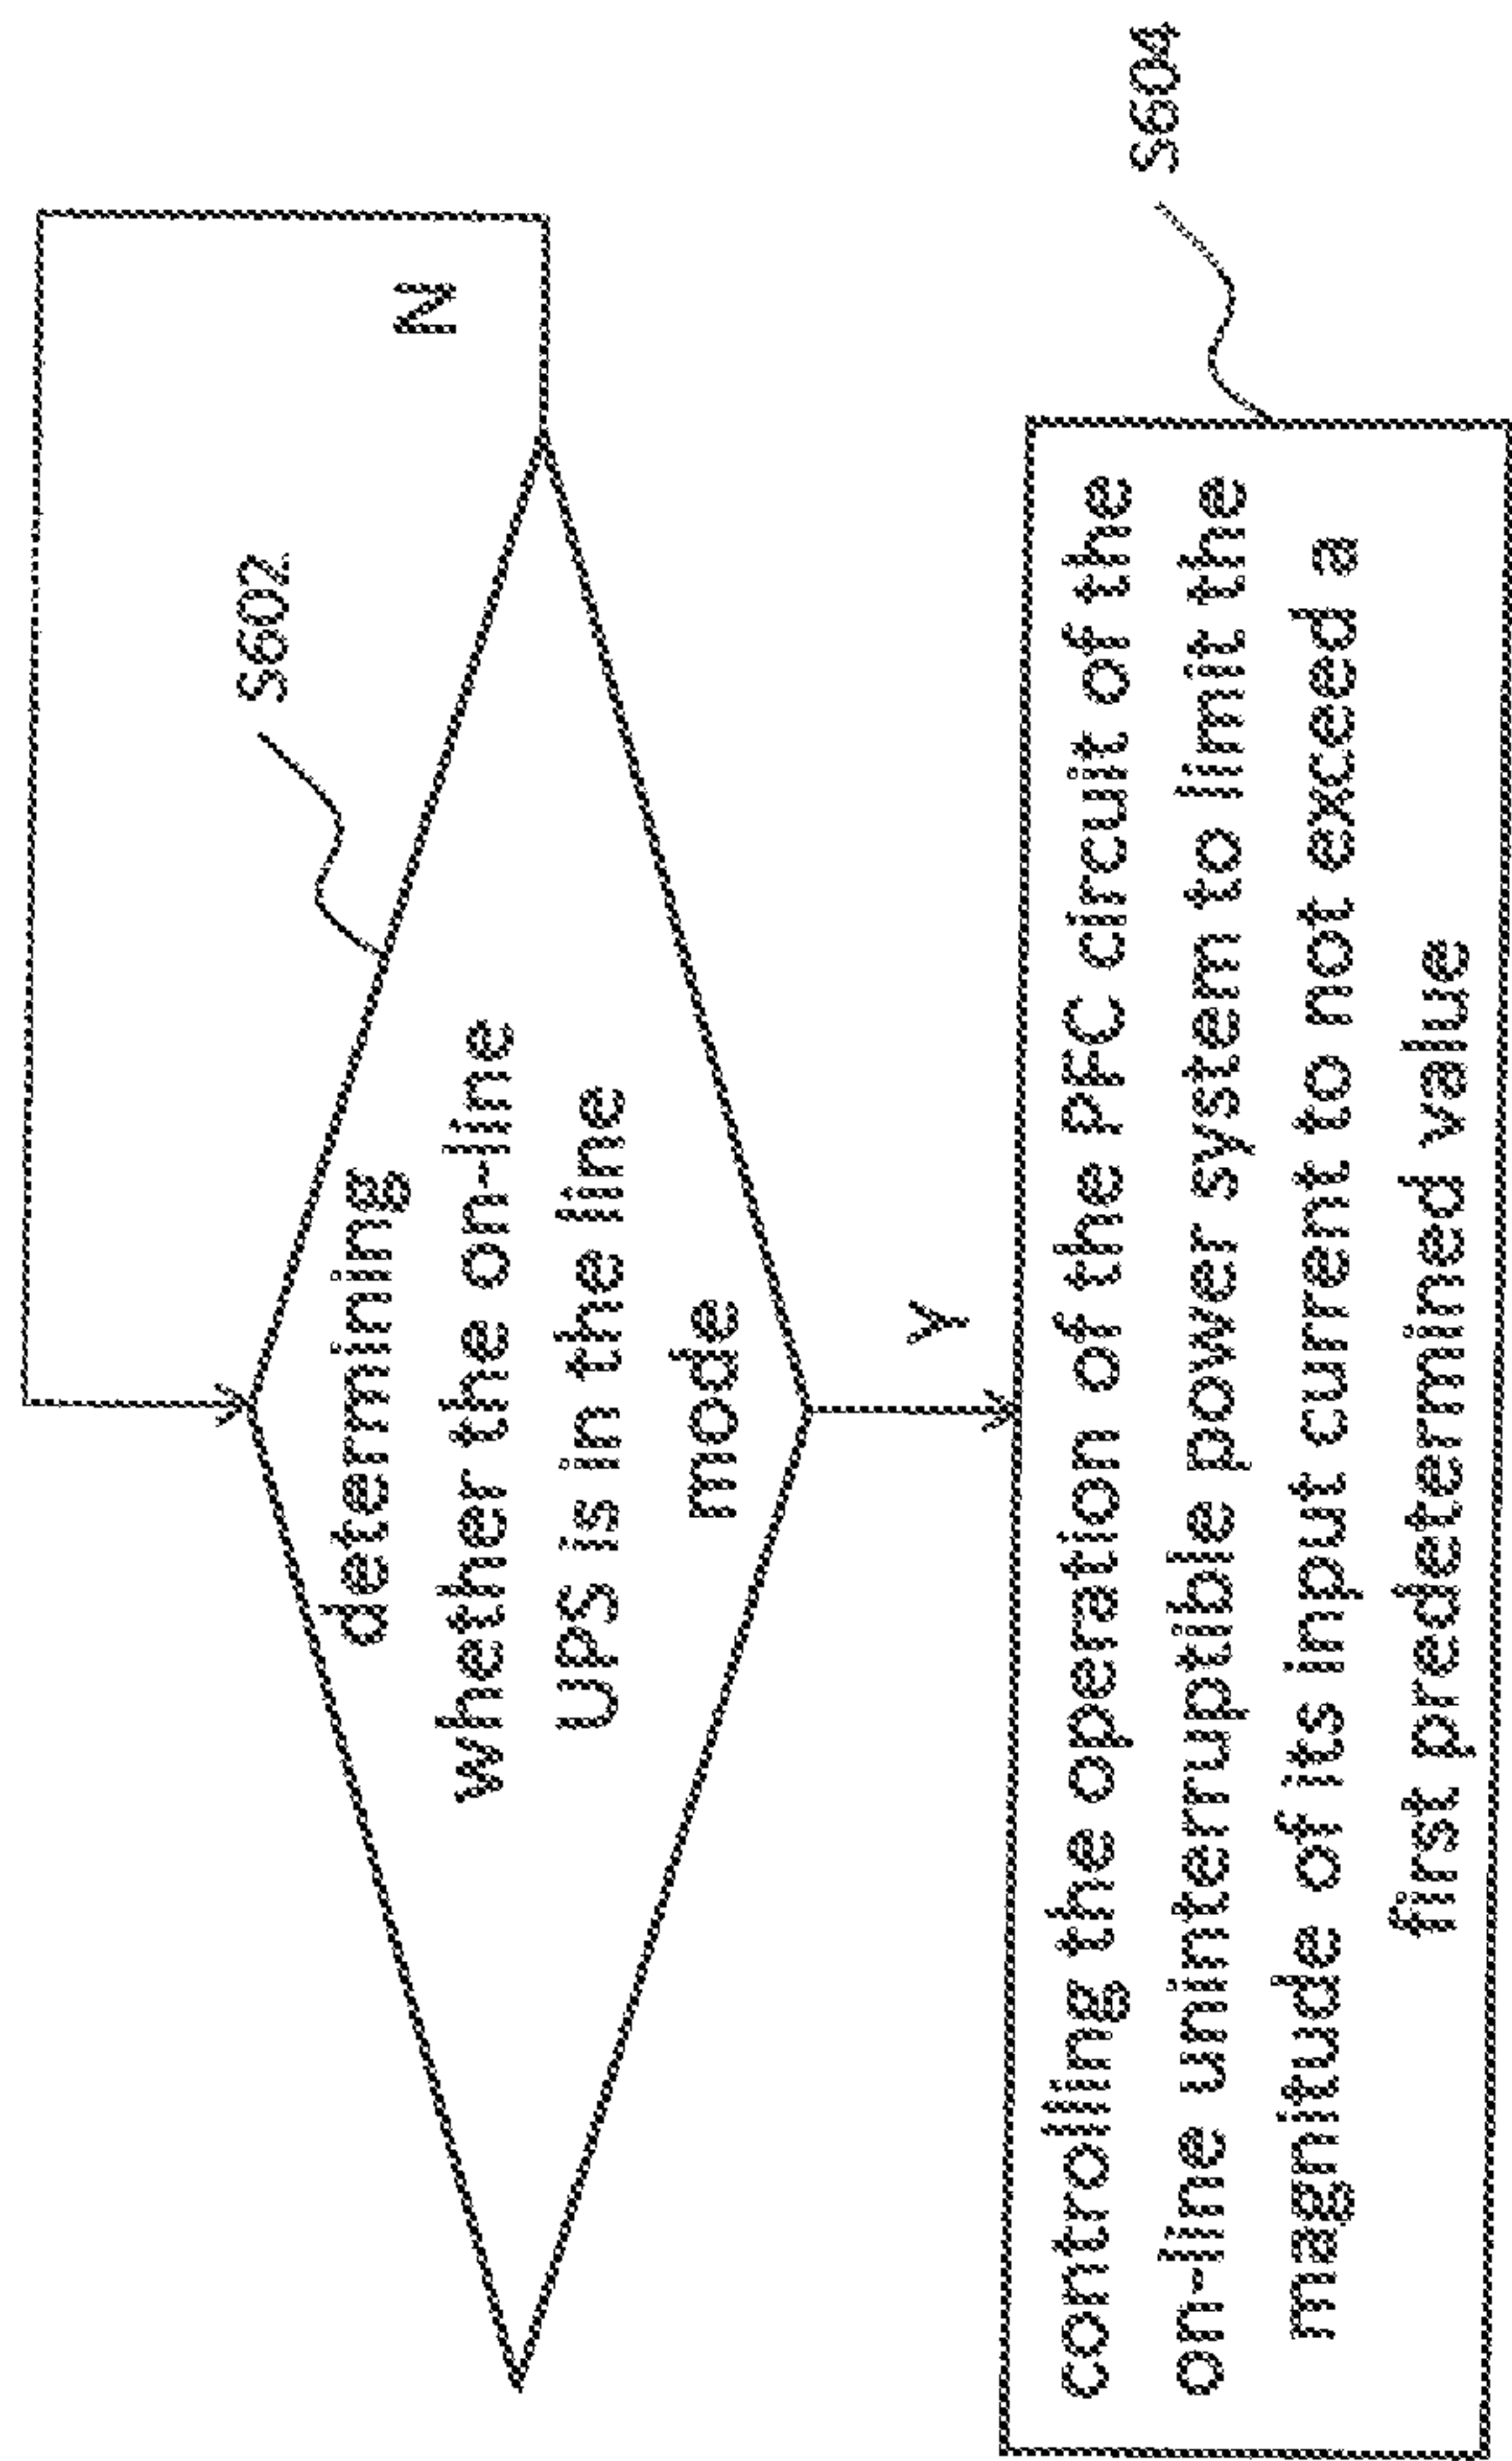 S602
determining
whether the on-line
UPS is in the line
mode
N
Y
S604
controlling the operation of the PFC circuit of the
on-line uninterruptible power system to limit the
magnitude of its input current to not exceed a
first predetermined value